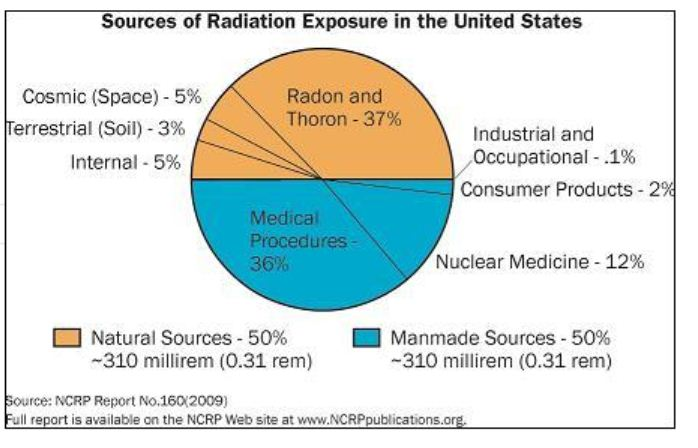 Sources of Radiation Exposure in the United States
Cosmic (Space) - 5%
Terrestrial (Soil) - 3%
Internal - 5%
Radon and
Thoron - 37%
Industrial and
Occupational - .1%
Consumer Products - 2%
Medical
Procedures -
36%
Nuclear Medicine - 12%
Natural Sources - 50%
~310 millirem (0.31 rem)
Manmade Sources - 50%
~310 millirem (0.31 rem)
Source: NCRP Report No.160(2009)
Full report is available on the NCRP Web site at www.NCRPpublications.org.